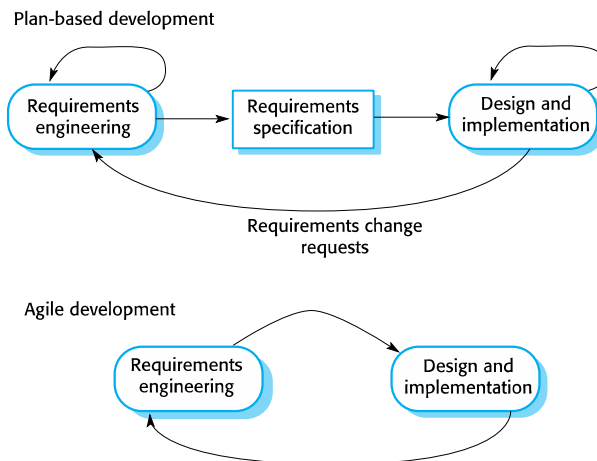 Plan-based development
Requirements
engineering
Requirements
specification
Design and
implementation
Requirements change
requests
Agile development
Requirements
engineering
Design and
implementation